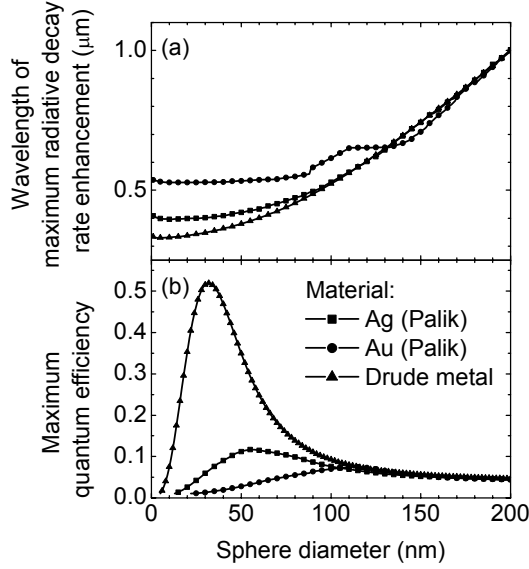 (a)
Wavelength of
maximum radiative decay
rate enhancement (μm)
1.0
0.5
(b)
Maximum
quantum efficiency
0.5
0.4
0.3
0.2
0.1
0.0
Material:
Ag (Palik)
Au (Palik)
Drude metal
0 50 100 150 200
Sphere diameter (nm)